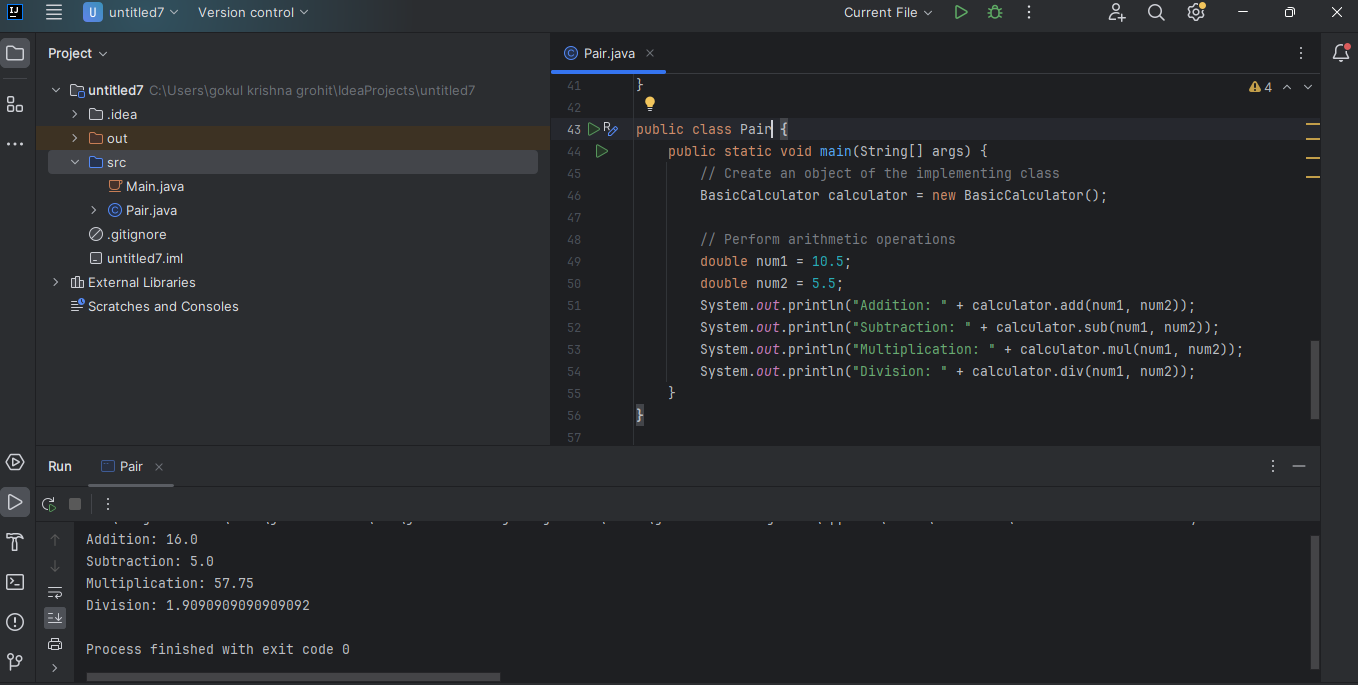 U untitled7 Version control Current File
Project
Pair.java
untitled7 C:\Users\gokul krishna grohit\IdeaProjects\untitled7
.idea
out
src
Main.java
Pair.java
.gitignore
untitled7.iml
External Libraries
Scratches and Consoles
4
41 }
42
43 public class Pair {
44 public static void main(String[] args) {
45 // Create an object of the implementing class
46 BasicCalculator calculator = new BasicCalculator();
47
48 // Perform arithmetic operations
49 double num1 = 10.5;
50 double num2 = 5.5;
51 System.out.println("Addition: " + calculator.add(num1, num2));
52 System.out.println("Subtraction: " + calculator.sub(num1, num2));
53 System.out.println("Multiplication: " + calculator.mul(num1, num2));
54 System.out.println("Division: " + calculator.div(num1, num2));
55 }
56 }
57
Run Pair
Addition: 16.0
Subtraction: 5.0
Multiplication: 57.75
Division: 1.9090909090909092
Process finished with exit code 0